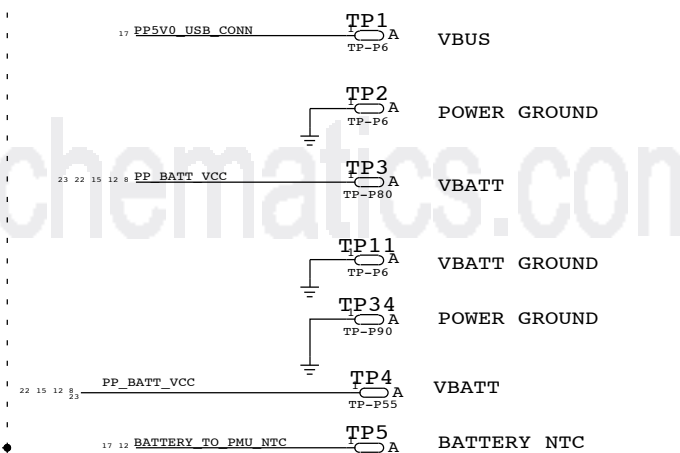 TP1
17 PP5V0_USB_CONN 1 A VBUS
TP-P6
TP2
1 A POWER GROUND
TP-P6
TP3
23 22 15 12 8 PP_BATT_VCC 1 A VBATT
TP-P80
TP11
1 A VBATT GROUND
TP-P6
TP34
1 A POWER GROUND
TP-P90
TP4
22 15 12 8 PP_BATT_VCC 1 A VBATT
23
TP-P55
TP5
17 12 BATTERY_TO_PMU_NTC 1 A BATTERY NTC
chematics.com